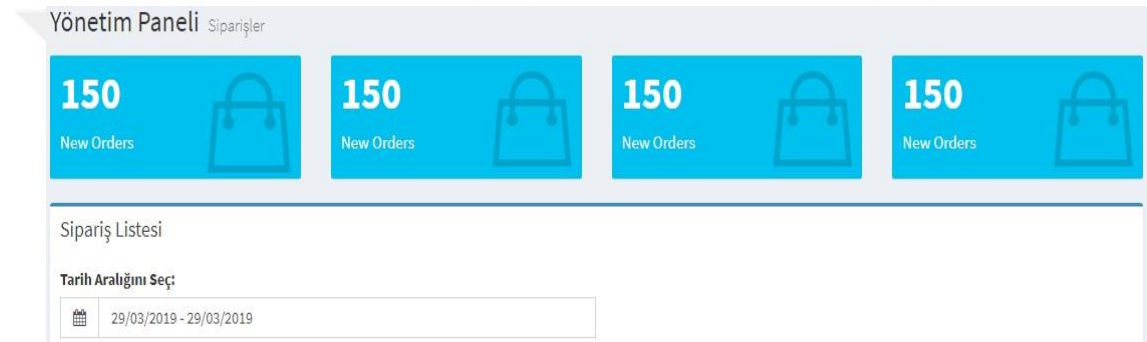 Yönetim Paneli Siparişler
150 150 150 150
New Orders New Orders New Orders New Orders
Sipariş Listesi
Tarih Aralığını Seç:
29/03/2019 - 29/03/2019